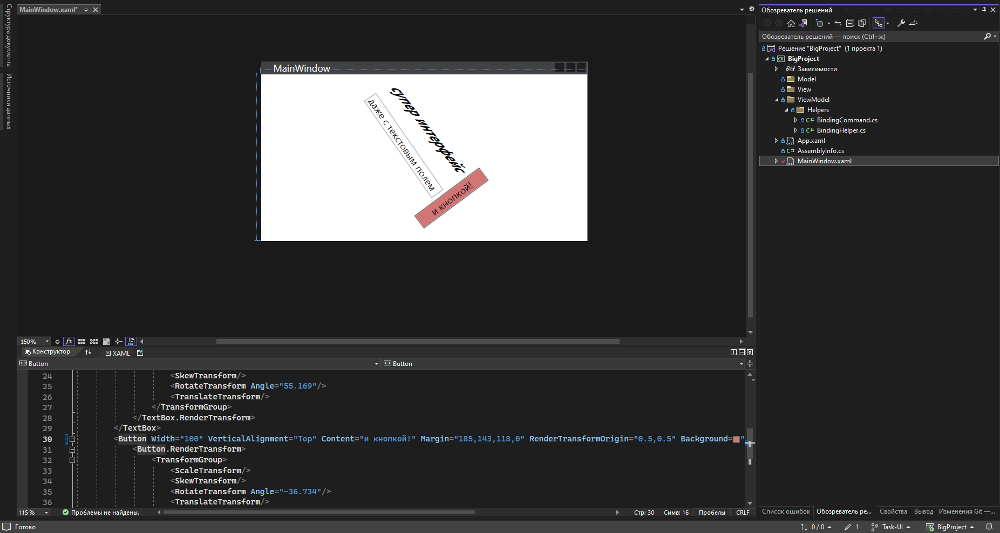 Структура документа
Источники данных
MainWindow.xaml*
MainWindow
супер интерфейс
даже с текстовым полем
и кнопкой!
150%
Конструктор
XAML
Button
Button
24 <SkewTransform/>
25 <RotateTransform Angle="55.169"/>
26 <TranslateTransform/>
27 </TransformGroup>
28 </TextBox.RenderTransform>
29 </TextBox>
30 <Button Width="100" VerticalAlignment="Top" Content="и кнопкой!" Margin="185,143,118,0" RenderTransformOrigin="0.5,0.5" Background="
31 <Button.RenderTransform>
32 <TransformGroup>
33 <ScaleTransform/>
34 <SkewTransform/>
35 <RotateTransform Angle="-36.734"/>
36 <TranslateTransform/>
115 %
Проблемы не найдены.
Стр: 30
Симв: 16
Пробелы
CRLF
Обозреватель решений
Обозреватель решений — поиск (Ctrl+ж)
Решение "BigProject" (1 проекта 1)
BigProject
Зависимости
Model
View
ViewModel
Helpers
C# BindingCommand.cs
C# BindingHelper.cs
App.xaml
C# AssemblyInfo.cs
MainWindow.xaml
Список ошибок
Обозреватель ре...
Свойства
Вывод
Изменения Git —...
Готово
0 / 0
1
Task-UI
BigProject